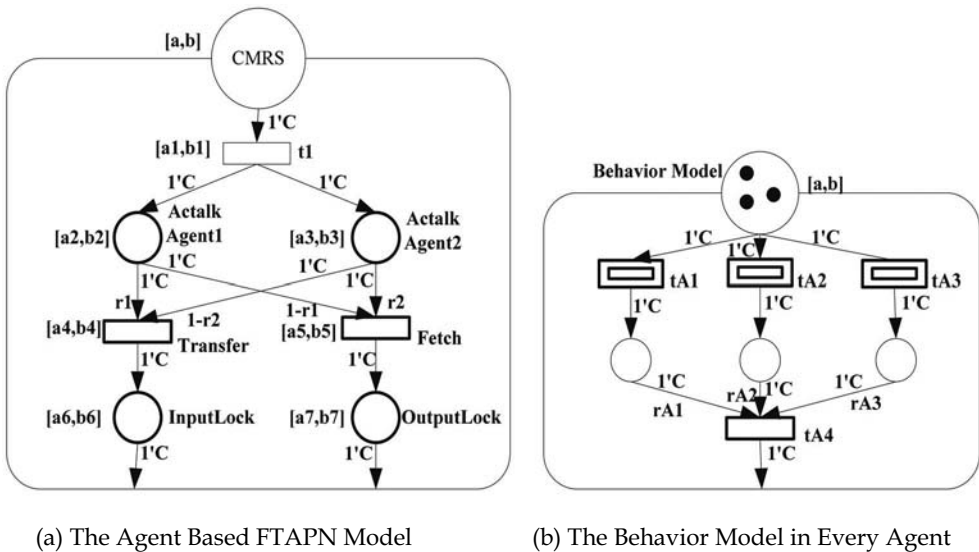 [a,b]
CMRS
1'C
[a1,b1]
t1
1'C
1'C
Actalk
Agent1
Actalk
Agent2
[a2,b2]
[a3,b3]
1'C
1'C
1'C
1'C
r1
r2
1-r2
1-r1
[a4,b4]
Transfer
[a5,b5]
Fetch
1'C
1'C
[a6,b6]
InputLock
[a7,b7]
OutputLock
1'C
1'C
(a) The Agent Based FTAPN Model
Behavior Model
[a,b]
1'C
1'C
1'C
tA1
tA2
tA3
1'C
1'C
1'C
1'C
1'C
1'C
rA1
rA2
rA3
tA4
1'C
(b) The Behavior Model in Every Agent